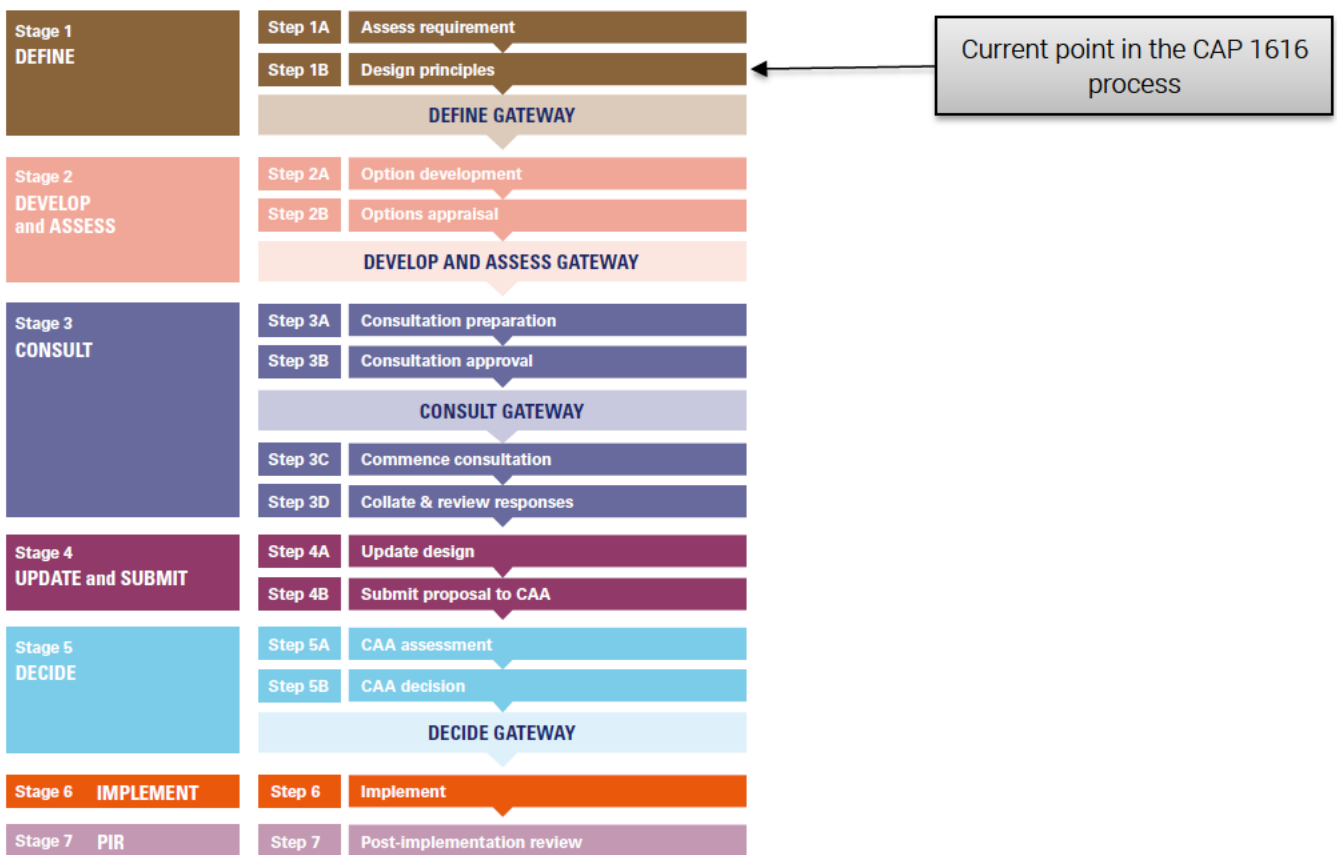 Stage 1
DEFINE
Step 1A Assess requirement
Step 1B Design principles
DEFINE GATEWAY
Current point in the CAP 1616
process
Stage 2
DEVELOP
and ASSESS
Step 2A Option development
Step 2B Options appraisal
DEVELOP AND ASSESS GATEWAY
Stage 3
CONSULT
Step 3A Consultation preparation
Step 3B Consultation approval
CONSULT GATEWAY
Step 3C Commence consultation
Step 3D Collate & review responses
Stage 4
UPDATE and SUBMIT
Step 4A Update design
Step 4B Submit proposal to CAA
Stage 5
DECIDE
Step 5A CAA assessment
Step 5B CAA decision
DECIDE GATEWAY
Stage 6 IMPLEMENT
Step 6 Implement
Stage 7 PIR
Step 7 Post-implementation review